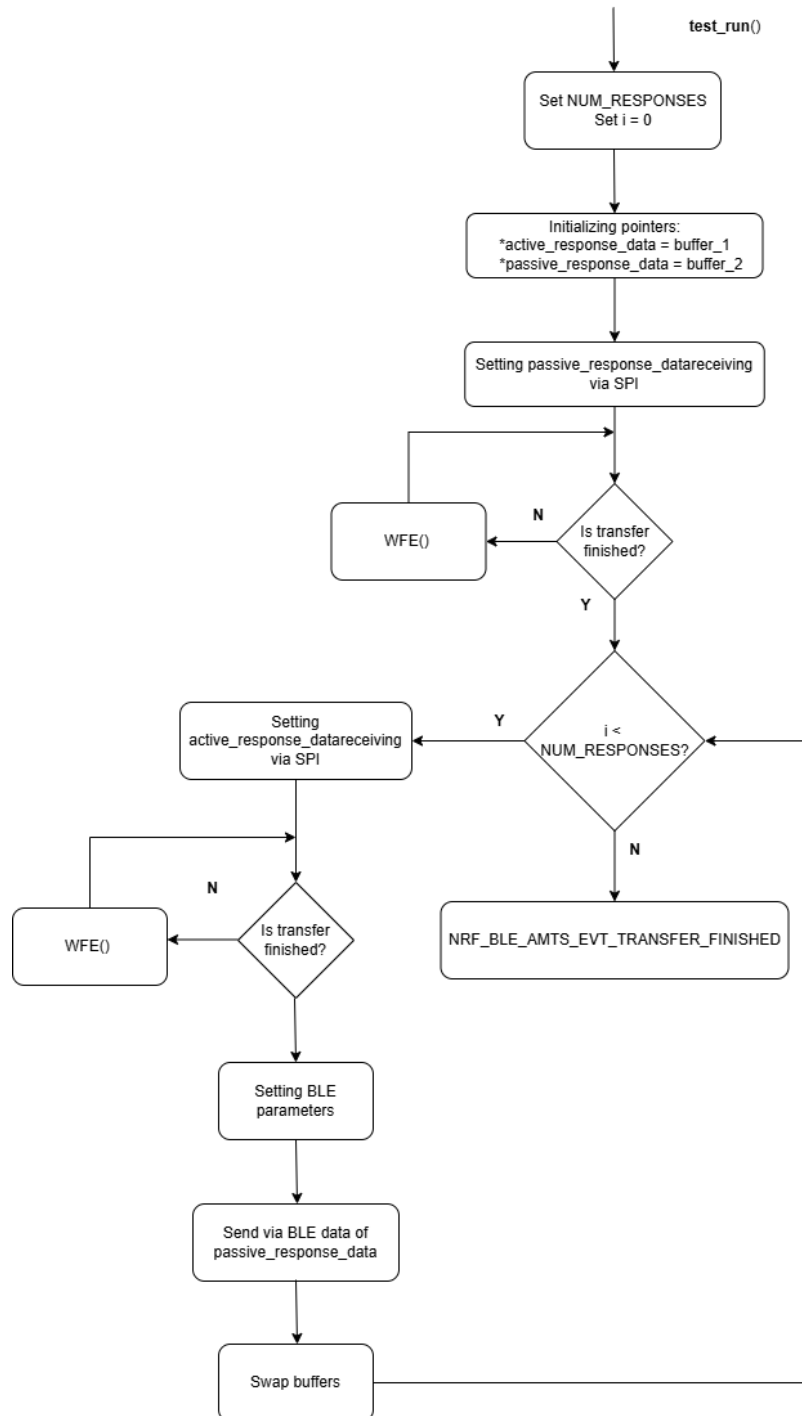 test_run()
Set NUM_RESPONSES
Set i = 0
Initializing pointers:
*active_response_data = buffer_1
*passive_response_data = buffer_2
Setting passive_response_datareceiving
via SPI
WFE()
N
Is transfer
finished?
Y
i <
NUM_RESPONSES?
Y
N
NRF_BLE_AMTS_EVT_TRANSFER_FINISHED
Setting
active_response_datareceiving
via SPI
WFE()
N
Is transfer
finished?
Setting BLE
parameters
Send via BLE data of
passive_response_data
Swap buffers